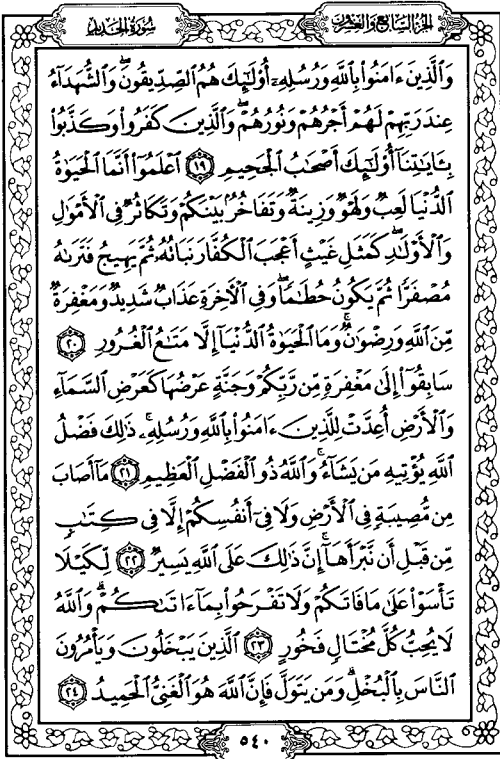 الجزء السابع والعشرون
سورة الحديد
وَٱلَّذِينَ ءَامَنُوا۟ بِٱللَّهِ وَرُسُلِهِۦٓ أُو۟لَٰٓئِكَ هُمُ ٱلصِّدِّيقُونَ ۖ وَٱلشُّهَدَآءُ
عِندَ رَبِّهِمْ لَهُمْ أَجْرُهُمْ وَنُورُهُمْ ۖ وَٱلَّذِينَ كَفَرُوا۟ وَكَذَّبُوا۟
بِـَٔايَٰتِنَآ أُو۟لَٰٓئِكَ أَصْحَٰبُ ٱلْجَحِيمِ ١٩ ٱعْلَمُوٓا۟ أَنَّمَا ٱلْحَيَوٰةُ
ٱلدُّنْيَا لَعِبٌ وَلَهْوٌ وَزِينَةٌ وَتَفَاخُرٌۢ بَيْنَكُمْ وَتَكَاثُرٌ فِى ٱلْأَمْوَٰلِ
وَٱلْأَوْلَٰدِ ۖ كَمَثَلِ غَيْثٍ أَعْجَبَ ٱلْكُفَّارَ نَبَاتُهُۥ ثُمَّ يَهِيجُ فَتَرَىٰهُ
مُصْفَرًّا ثُمَّ يَكُونُ حُطَٰمًا ۖ وَفِى ٱلْءَاخِرَةِ عَذَابٌ شَدِيدٌ وَمَغْفِرَةٌ
مِّنَ ٱللَّهِ وَرِضْوَٰنٌ ۚ وَمَا ٱلْحَيَوٰةُ ٱلدُّنْيَآ إِلَّا مَتَٰعُ ٱلْغُرُورِ ٢٠
سَابِقُوٓا۟ إِلَىٰ مَغْفِرَةٍ مِّن رَّبِّكُمْ وَجَنَّةٍ عَرْضُهَا كَعَرْضِ ٱلسَّمَآءِ
وَٱلْأَرْضِ أُعِدَّتْ لِلَّذِينَ ءَامَنُوا۟ بِٱللَّهِ وَرُسُلِهِۦ ۚ ذَٰلِكَ فَضْلُ
ٱللَّهِ يُؤْتِيهِ مَن يَشَآءُ ۚ وَٱللَّهُ ذُو ٱلْفَضْلِ ٱلْعَظِيمِ ٢١ مَآ أَصَابَ
مِن مُّصِيبَةٍ فِى ٱلْأَرْضِ وَلَا فِىٓ أَنفُسِكُمْ إِلَّا فِى كِتَٰبٍ
مِّن قَبْلِ أَن نَّبْرَأَهَآ ۚ إِنَّ ذَٰلِكَ عَلَى ٱللَّهِ يَسِيرٌ ٢٢ لِّكَيْلَا
تَأْسَوْا۟ عَلَىٰ مَا فَاتَكُمْ وَلَا تَفْرَحُوا۟ بِمَآ ءَاتَىٰكُمْ ۗ وَٱللَّهُ
لَا يُحِبُّ كُلَّ مُخْتَالٍ فَخُورٍ ٢٣ ٱلَّذِينَ يَبْخَلُونَ وَيَأْمُرُونَ
ٱلنَّاسَ بِٱلْبُخْلِ ۗ وَمَن يَتَوَلَّ فَإِنَّ ٱللَّهَ هُوَ ٱلْغَنِىُّ ٱلْحَمِيدُ ٢٤
٥٤٠